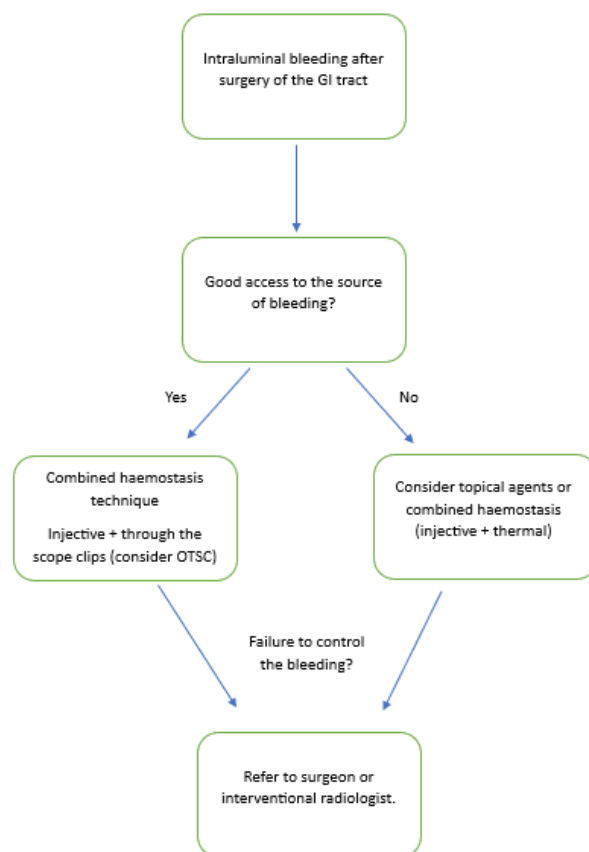 Intraluminal bleeding after
surgery of the GI tract
Good access to the source
of bleeding?
Yes
No
Combined haemostasis
technique
Injective + through the
scope clips (consider OTSC)
Consider topical agents or
combined haemostasis
(injective + thermal)
Failure to control
the bleeding?
Refer to surgeon or
interventional radiologist.